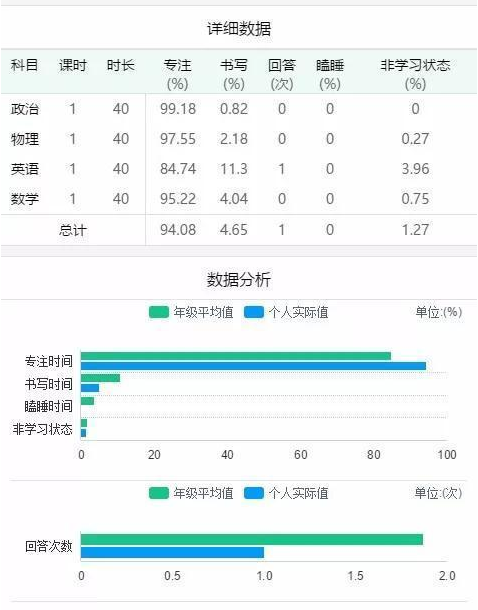 详细数据
科目 课时 时长 专注 书写 回答 瞌睡 非学习状态
(%) (%) (次) (%) (%)
政治 1 40 99.18 0.82 0 0 0
物理 1 40 97.55 2.18 0 0 0.27
英语 1 40 84.74 11.3 1 0 3.96
数学 1 40 95.22 4.04 0 0 0.75
总计 94.08 4.65 1 0 1.27
数据分析
年级平均值 个人实际值 单位:(%)
专注时间
书写时间
瞌睡时间
非学习状态
0 20 40 60 80 100
年级平均值 个人实际值 单位:(次)
回答次数
0 0.5 1.0 1.5 2.0